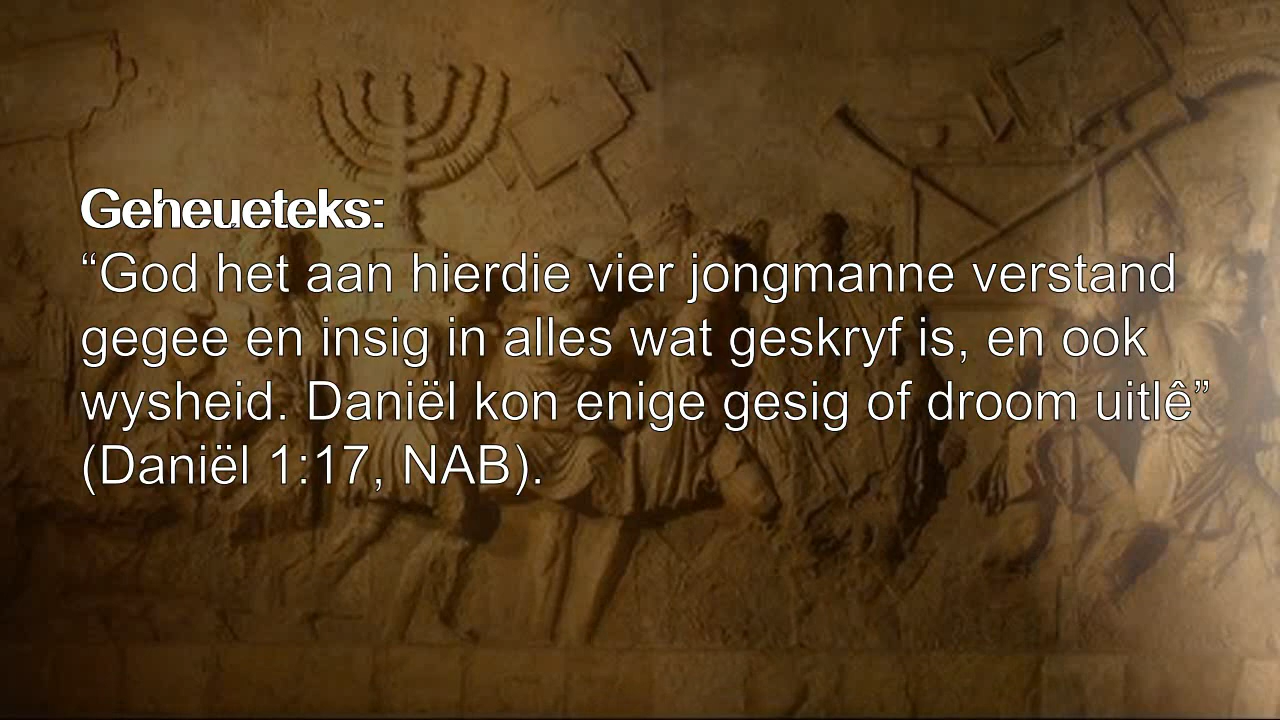 Geheueteks:
“God het aan hierdie vier jongmanne verstand
gegee en insig in alles wat geskryf is, en ook
wysheid. Daniël kon enige gesig of droom uitlê”
(Daniël 1:17, NAB).